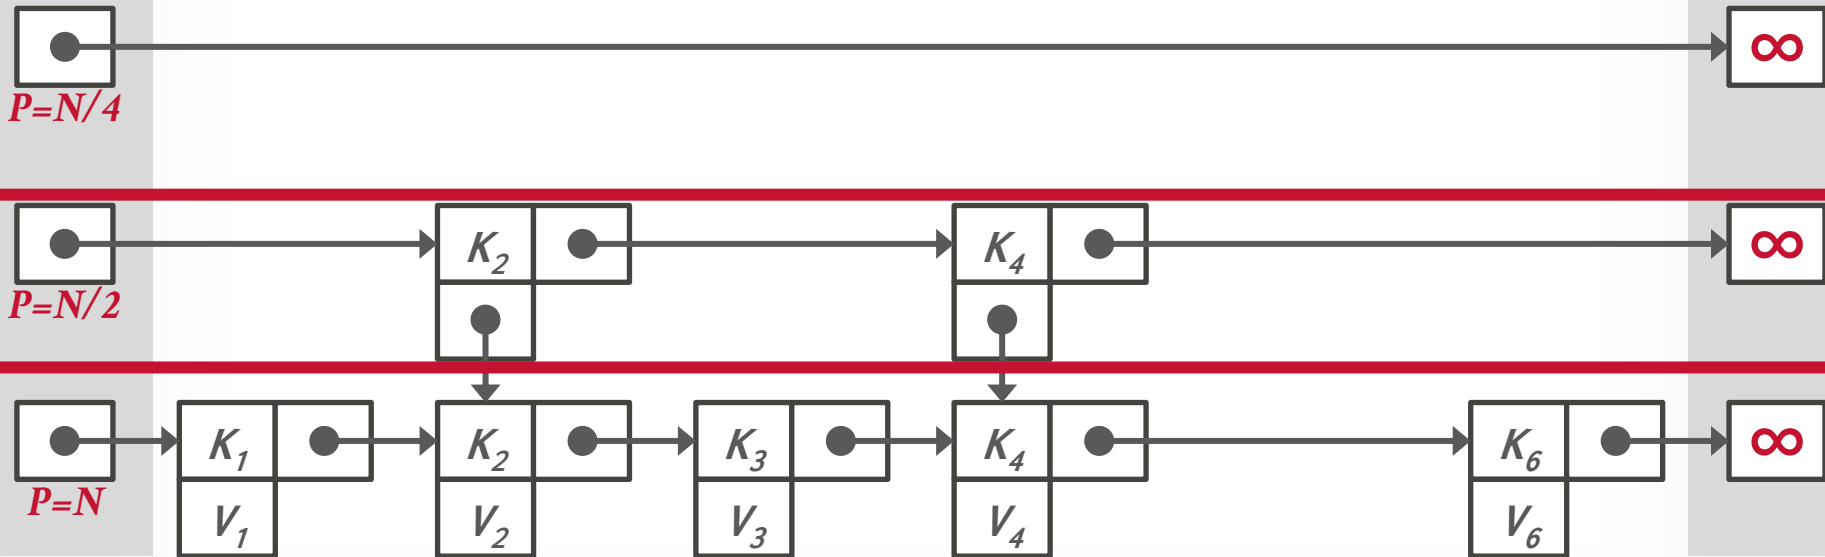 ∞
P=N/4
K₂ K₄ ∞
P=N/2
K₁ K₂ K₃ K₄ K₆ ∞
P=N
V₁ V₂ V₃ V₄ V₆